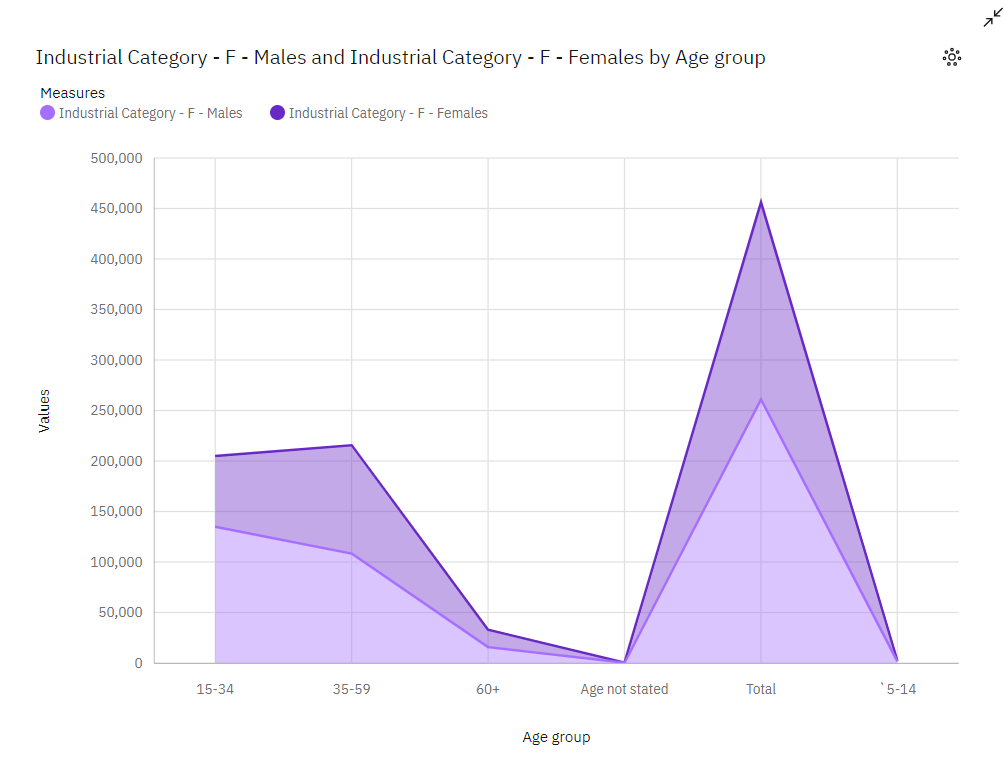 Industrial Category - F - Males and Industrial Category - F - Females by Age group
Measures
Industrial Category - F - Males Industrial Category - F - Females
500,000
450,000
400,000
350,000
300,000
250,000
200,000
150,000
100,000
50,000
0
Values
15-34 35-59 60+ Age not stated Total `5-14
Age group